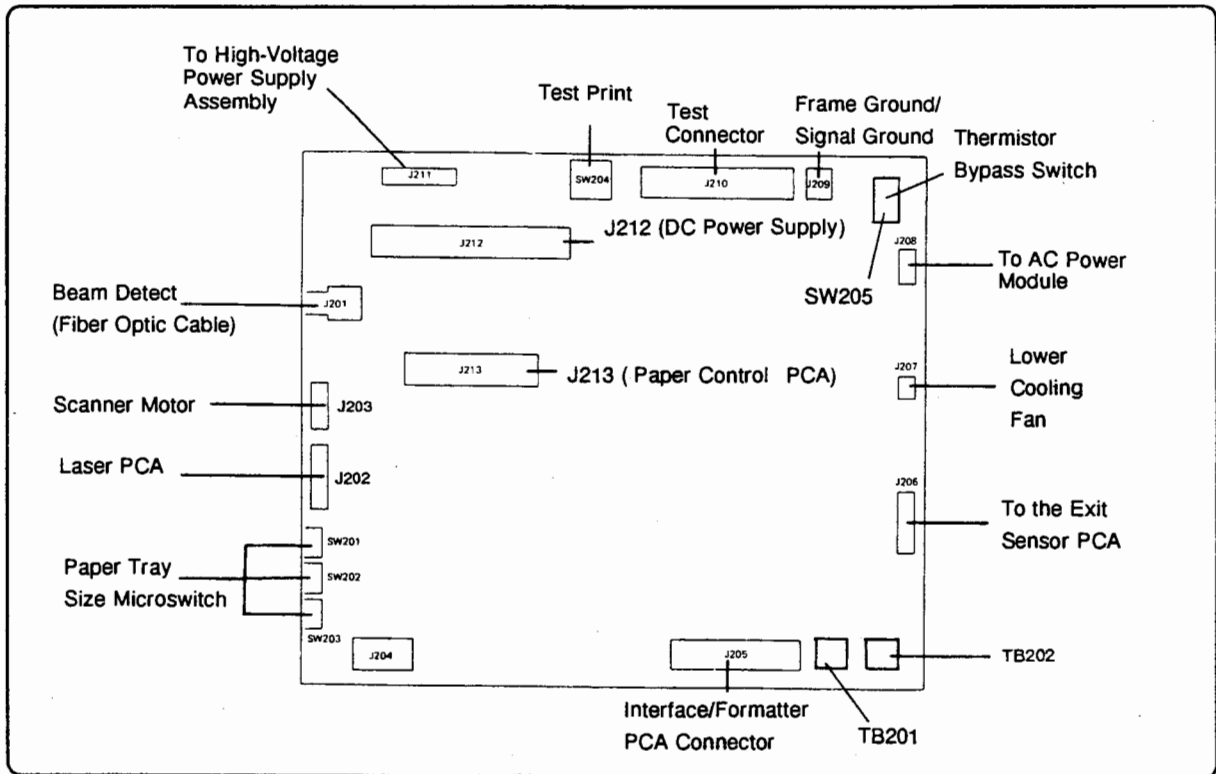 To High-Voltage
Power Supply
Assembly
Test Print
Test
Connector
Frame Ground/
Signal Ground
Thermistor
Bypass Switch
J211
SW204
J210
J209
J212
J212 (DC Power Supply)
SW205
J208
To AC Power
Module
Beam Detect
(Fiber Optic Cable)
J201
J213
J213 ( Paper Control PCA)
J207
Lower
Cooling
Fan
Scanner Motor
J203
Laser PCA
J202
J206
To the Exit
Sensor PCA
Paper Tray
Size Microswitch
SW201
SW202
SW203
J204
J205
TB202
Interface/Formatter
PCA Connector
TB201